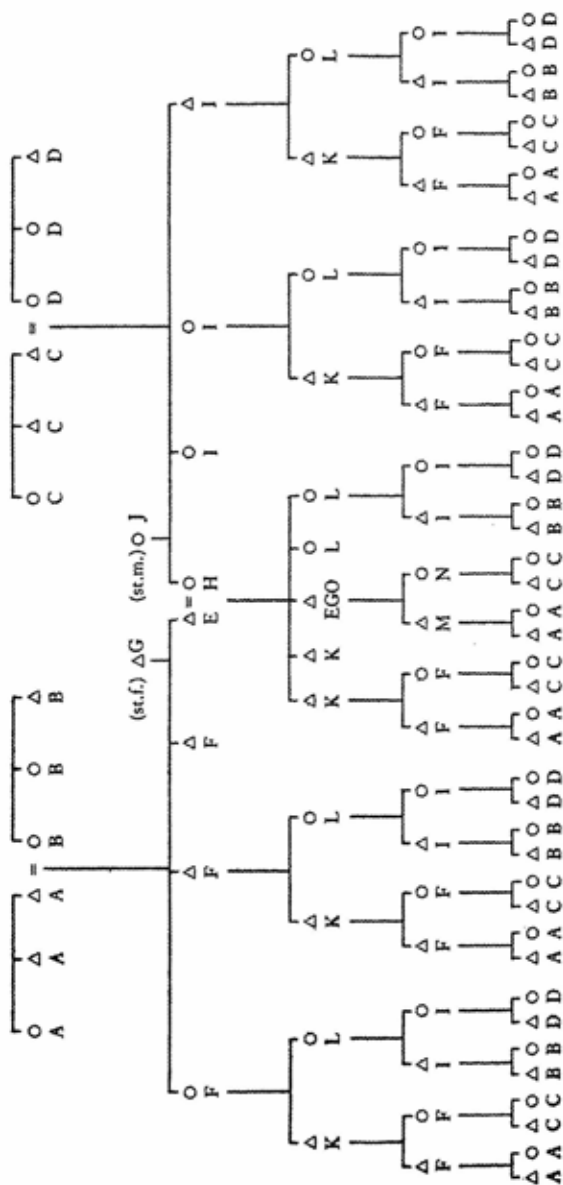 A A A = B B B C C C = D D D
(st.f.) G (st.m.) J
F F F E = H I I I
K L K L K K EGO L L K L K L
F F I I F F I I F F M N I I F F I I F F I I
A A C C B B D D A A C C B B D D A A C C A A C C B B D D A A C C B B D D A A C C B B D D